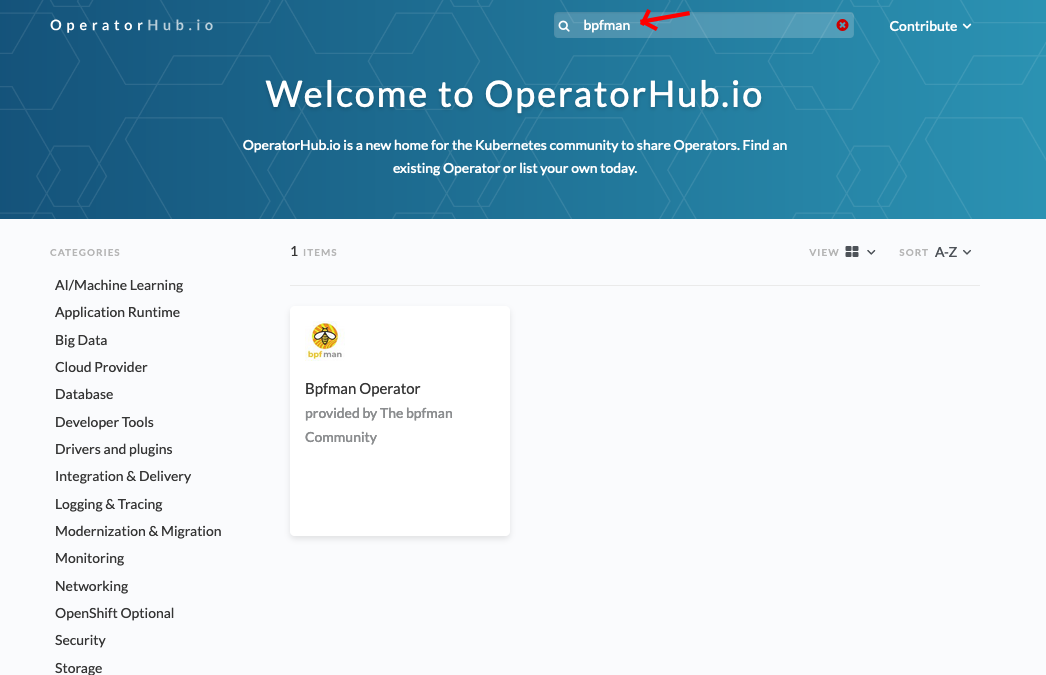 OperatorHub.io
bpfman
Contribute
Welcome to OperatorHub.io
OperatorHub.io is a new home for the Kubernetes community to share Operators. Find an
existing Operator or list your own today.
CATEGORIES
1 ITEMS
VIEW
SORT A-Z
AI/Machine Learning
Application Runtime
Big Data
Cloud Provider
Database
Developer Tools
Drivers and plugins
Integration & Delivery
Logging & Tracing
Modernization & Migration
Monitoring
Networking
OpenShift Optional
Security
Storage
bpfman
Bpfman Operator
provided by The bpfman
Community